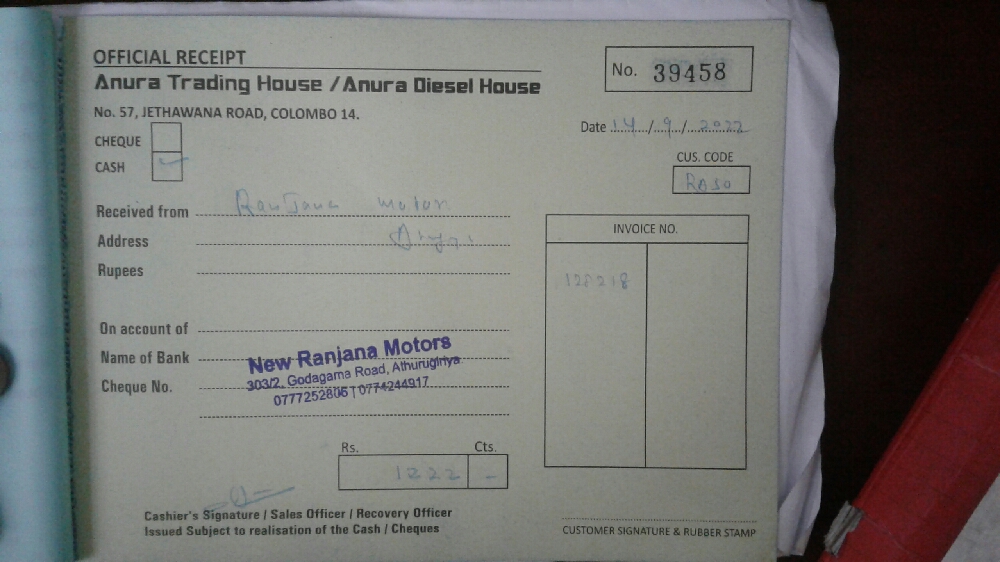 OFFICIAL RECEIPT
Anura Trading House / Anura Diesel House
No. 57, JETHAWANA ROAD, COLOMBO 14.
No. 39458
Date 14/9/2022
CHEQUE
CASH
CUS. CODE
Received from Ranjana Motors
Address
Rupees
INVOICE NO.
128218
On account of
Name of Bank
Cheque No.
New Ranjana Motors
303/2, Godagama Road, Athurugiriya
0777252806 | 0774244917
Rs. Cts.
1222 -
Cashier's Signature / Sales Officer / Recovery Officer
Issued Subject to realisation of the Cash / Cheques
CUSTOMER SIGNATURE & RUBBER STAMP